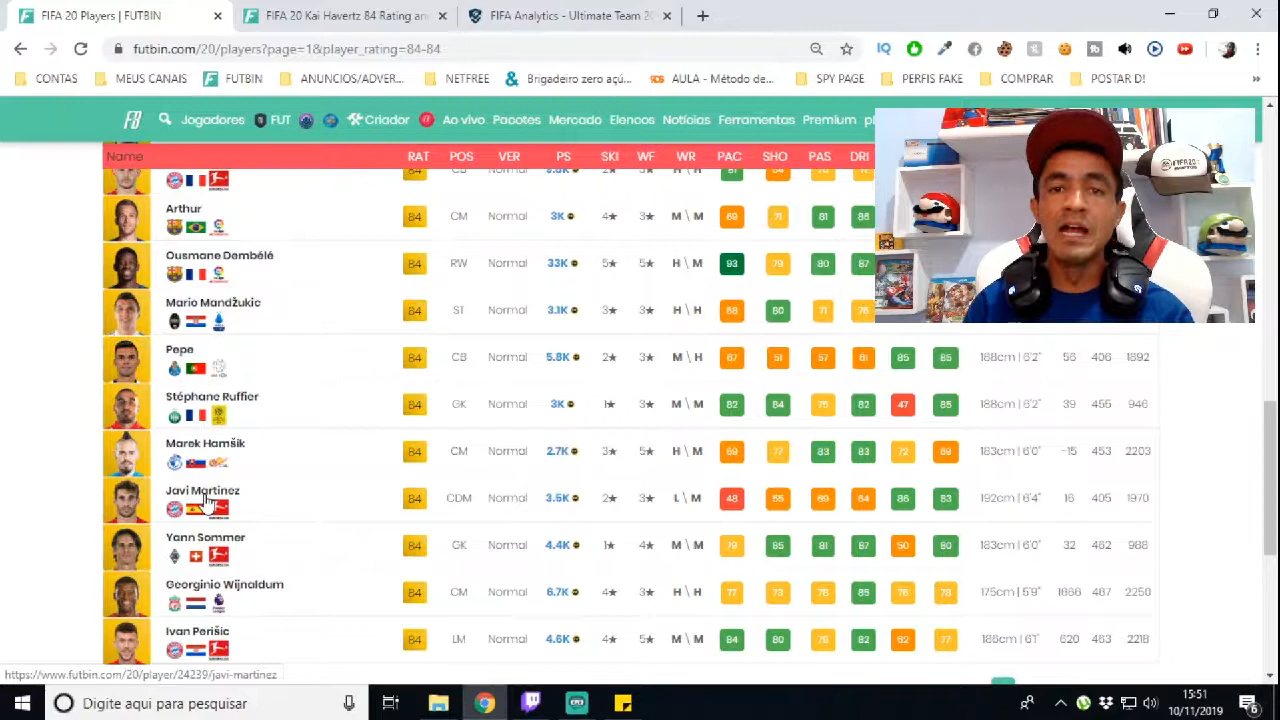 FIFA 20 Players | FUTBIN
FIFA 20 Kai Havertz 84 Rating an
FIFA Analytics - Ultimate Team 20
futbin.com/20/players?page=1&player_rating=84-84
CONTAS MEUS CANAIS FUTBIN ANUNCIOS/ADVER... NETFREE Brigadeiro zero açú... AULA - Método de... SPY PAGE PERFIS FAKE COMPRAR POSTAR D!
Jogadores FUT Criador Ao vivo Pacotes Mercado Elencos Notícias Ferramentas Premium
Name RAT POS VER PS SKI WF WR PAC SHO PAS DRI
Arthur
84 CM Normal 3K 4★ 3★ M \ M 69 71 81 86
Ousmane Dembélé
84 RW Normal 33K 5★ 5★ H \ M 93 79 80 87
Mario Mandžukic
84 ST Normal 3.1K 3★ 3★ H \ H 68 80 71 76
Pepe
84 CB Normal 5.8K 2★ 3★ M \ H 67 51 57 61 85 85 188cm | 6'2" 56 406 1892
Stéphane Ruffier
84 GK Normal 3K 1★ 3★ M \ M 82 84 75 82 47 85 188cm | 6'2" 39 455 946
Marek Hamšík
84 CM Normal 2.7K 3★ 5★ H \ M 69 77 83 83 72 69 183cm | 6'0" -15 453 2203
Javi Martínez
84 CDM Normal 3.5K 2★ 3★ L \ M 48 55 69 64 86 83 192cm | 6'4" 16 405 1970
Yann Sommer
84 GK Normal 4.4K 1★ 4★ M \ M 79 85 81 87 50 80 183cm | 6'0" 32 462 988
Georginio Wijnaldum
84 CM Normal 6.7K 4★ 3★ H \ H 77 73 78 85 76 78 175cm | 5'9" 1666 467 2250
Ivan Perišic
84 LM Normal 4.6K 4★ 5★ M \ M 84 80 78 82 62 77 186cm | 6'1" 620 463 2218
https://www.futbin.com/20/player/24239/javi-martinez
Digite aqui para pesquisar
15:51
10/11/2019
6
FIFA 20